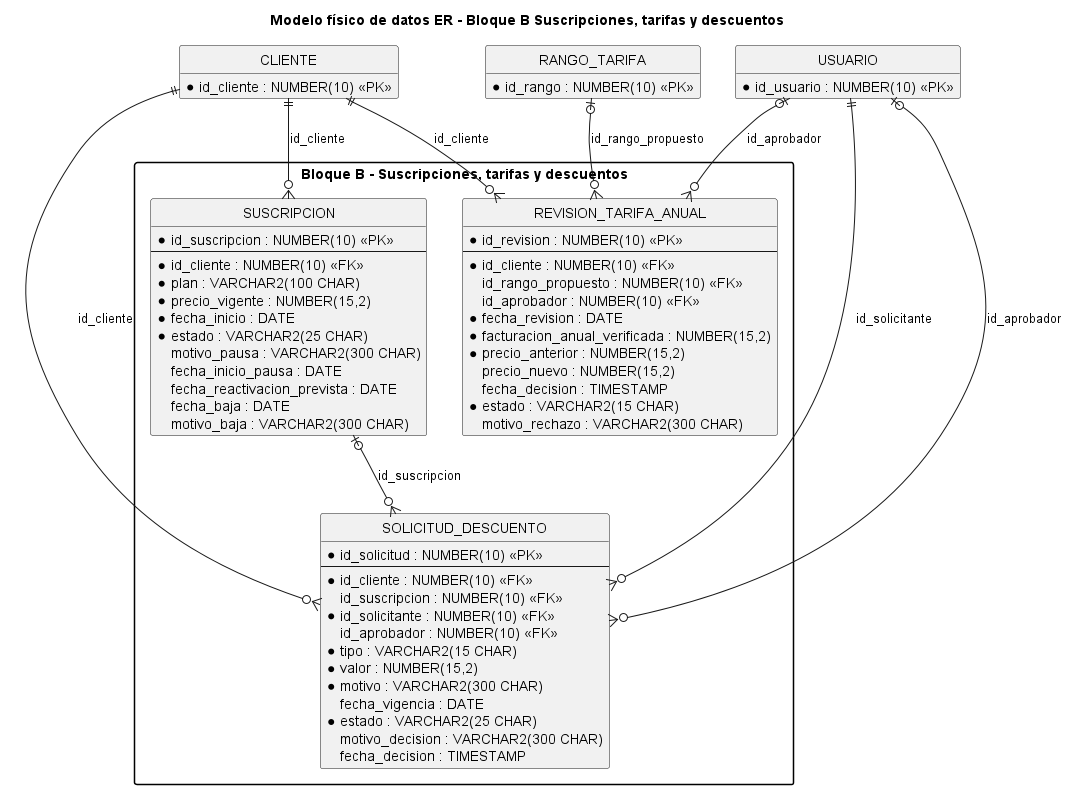 Modelo físico de datos ER - Bloque B Suscripciones, tarifas y descuentos
CLIENTE
id_cliente : NUMBER(10) «PK»
RANGO_TARIFA
id_rango : NUMBER(10) «PK»
USUARIO
id_usuario : NUMBER(10) «PK»
id_cliente
id_cliente
id_rango_propuesto
id_aprobador
Bloque B - Suscripciones, tarifas y descuentos
SUSCRIPCION
id_suscripcion : NUMBER(10) «PK»
id_cliente : NUMBER(10) «FK»
plan : VARCHAR2(100 CHAR)
precio_vigente : NUMBER(15,2)
fecha_inicio : DATE
estado : VARCHAR2(25 CHAR)
motivo_pausa : VARCHAR2(300 CHAR)
fecha_inicio_pausa : DATE
fecha_reactivacion_prevista : DATE
fecha_baja : DATE
motivo_baja : VARCHAR2(300 CHAR)
REVISION_TARIFA_ANUAL
id_revision : NUMBER(10) «PK»
id_cliente : NUMBER(10) «FK»
id_rango_propuesto : NUMBER(10) «FK»
id_aprobador : NUMBER(10) «FK»
fecha_revision : DATE
facturacion_anual_verificada : NUMBER(15,2)
precio_anterior : NUMBER(15,2)
precio_nuevo : NUMBER(15,2)
fecha_decision : TIMESTAMP
estado : VARCHAR2(15 CHAR)
motivo_rechazo : VARCHAR2(300 CHAR)
id_cliente
id_solicitante
id_aprobador
id_suscripcion
SOLICITUD_DESCUENTO
id_solicitud : NUMBER(10) «PK»
id_cliente : NUMBER(10) «FK»
id_suscripcion : NUMBER(10) «FK»
id_solicitante : NUMBER(10) «FK»
id_aprobador : NUMBER(10) «FK»
tipo : VARCHAR2(15 CHAR)
valor : NUMBER(15,2)
motivo : VARCHAR2(300 CHAR)
fecha_vigencia : DATE
estado : VARCHAR2(25 CHAR)
motivo_decision : VARCHAR2(300 CHAR)
fecha_decision : TIMESTAMP